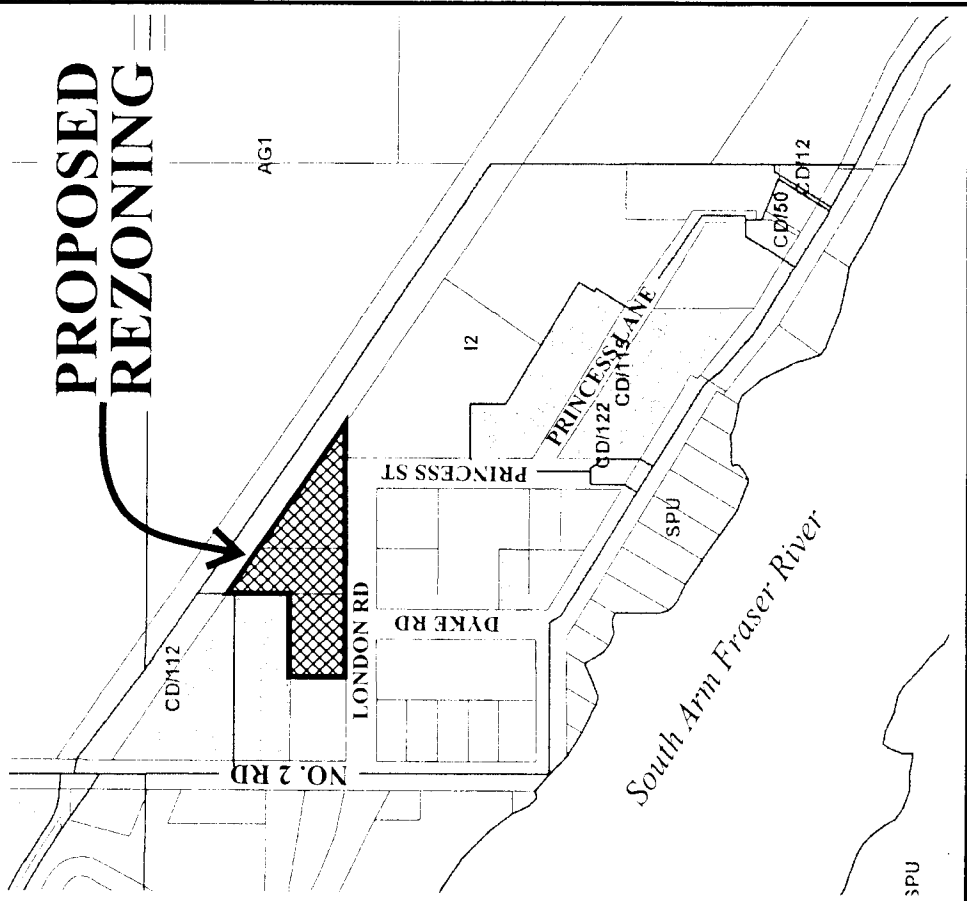 PROPOSED
REZONING
AG1
CD/112
I2
CD/50
CD/12
PRINCESS LANE
CD/122
PRINCESS ST
LONDON RD
DYKE RD
NO. 2 RD
SPU
South Arm Fraser River